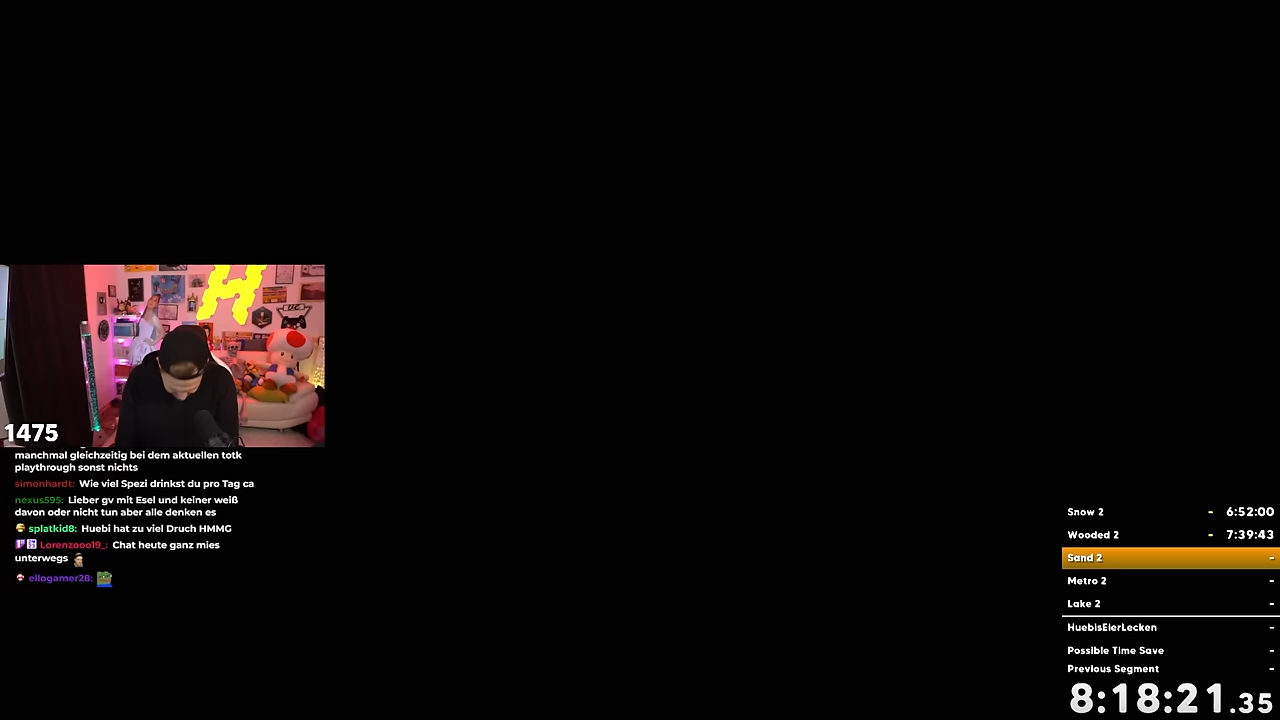 H
1475
manchmal gleichzeitig bei dem aktuellen totk
playthrough sonst nichts
simonhardt: Wie viel Spezi drinkst du pro Tag ca
nexus595: Lieber gv mit Esel und keiner weiß
davon oder nicht tun aber alle denken es
splatkid8: Huebi hat zu viel Druch HMMG
Lorenzooo19_: Chat heute ganz mies
unterwegs
ellogamer28:
Snow 2 - 6:52:00
Wooded 2 - 7:39:43
Sand 2 -
Metro 2 -
Lake 2 -
HuebisEierLecken -
Possible Time Save -
Previous Segment -
8:18:21.35